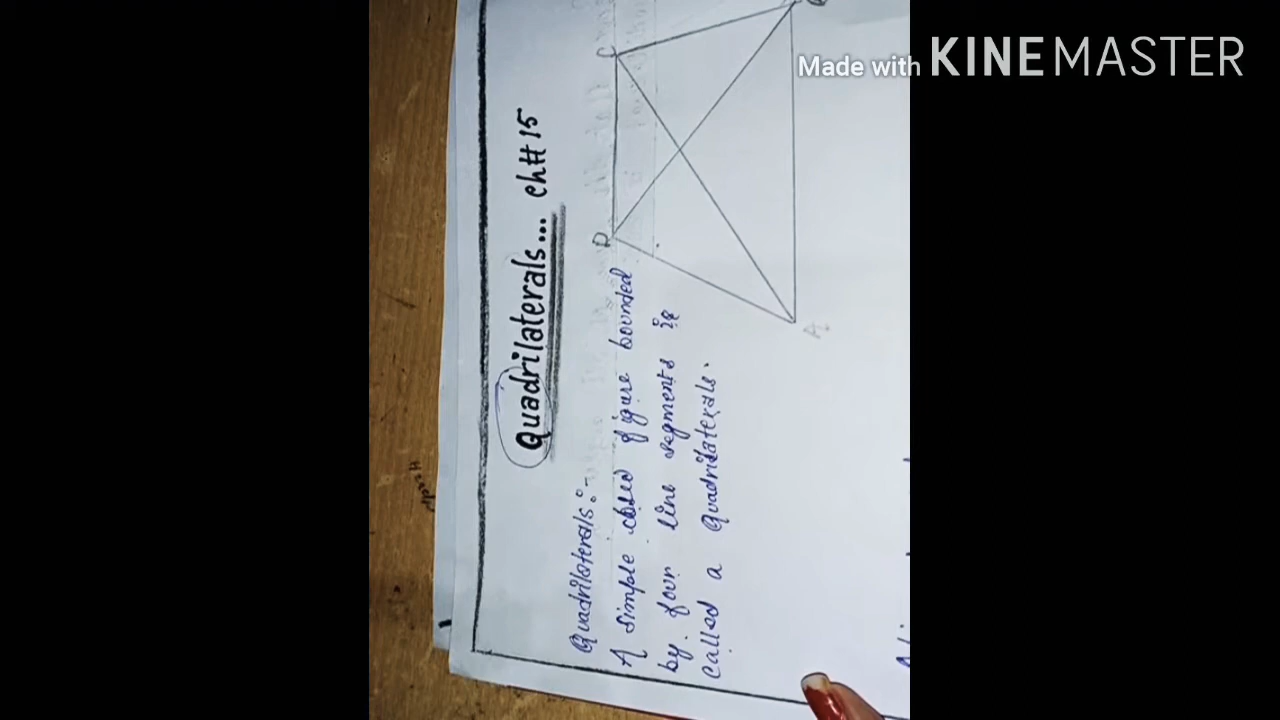 Made with KINEMASTER
Quadrilaterals... ch# 15
Quadrilaterals:-
A simple closed figure bounded
by four line segments is
called a Quadrilaterals.
D
C
A